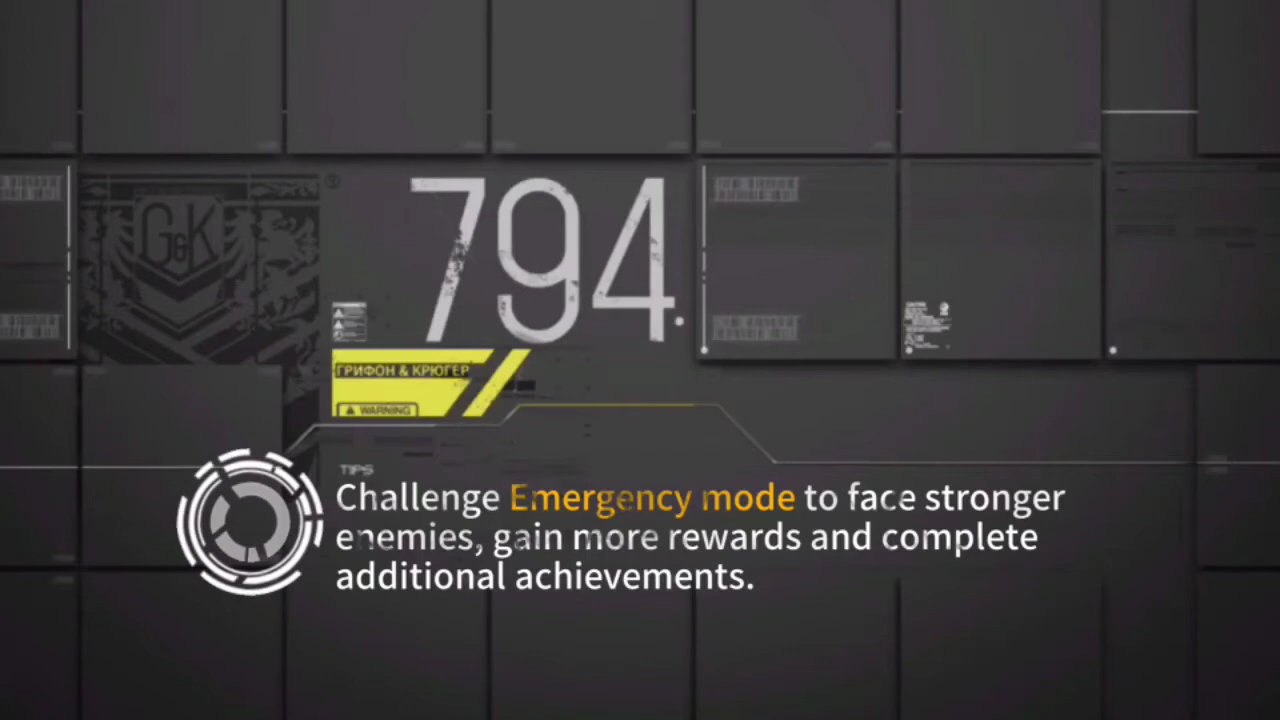 G&K
794.
ГРИФОН & КРЮГЕР
WARNING
TIPS
Challenge Emergency mode to face stronger
enemies, gain more rewards and complete
additional achievements.